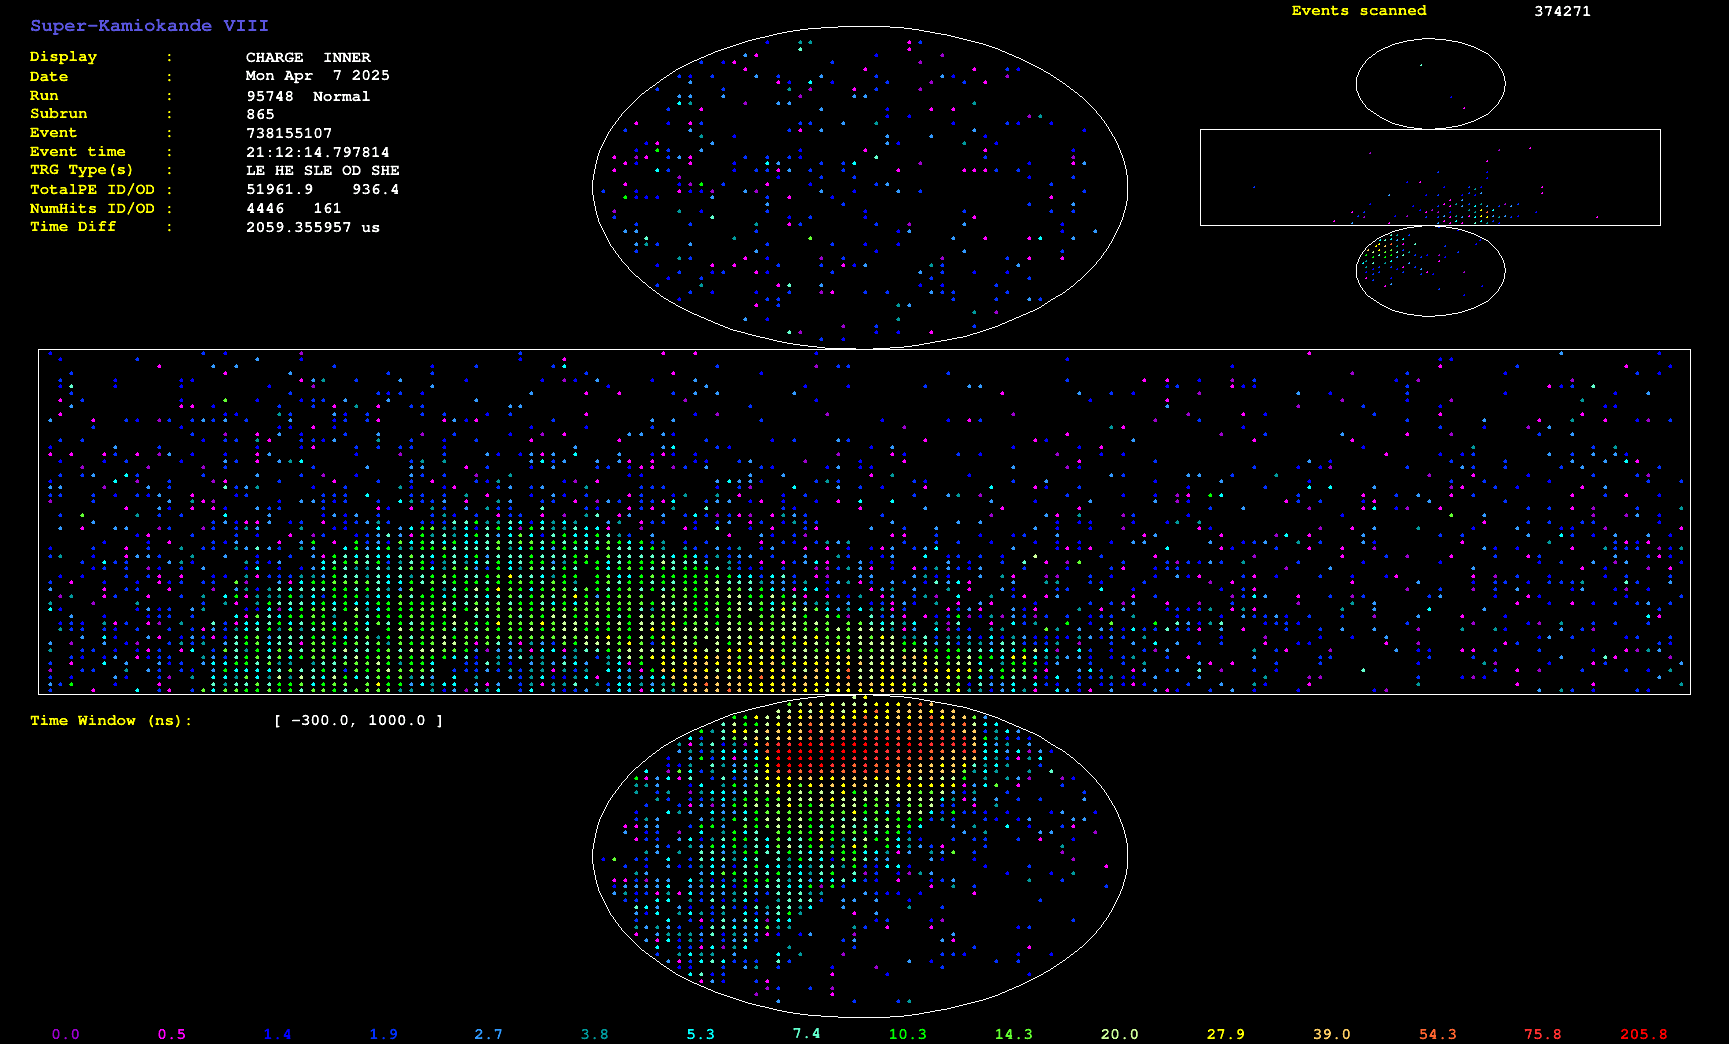 Super-Kamiokande VIII
Events scanned 374271
Display : CHARGE INNER
Date : Mon Apr 7 2025
Run : 95748 Normal
Subrun : 865
Event : 738155107
Event time : 21:12:14.797814
TRG Type(s) : LE HE SLE OD SHE
TotalPE ID/OD : 51961.9 936.4
NumHits ID/OD : 4446 161
Time Diff : 2059.355957 us
Time Window (ns): [ -300.0, 1000.0 ]
0.0 0.5 1.4 1.9 2.7 3.8 5.3 7.4 10.3 14.3 20.0 27.9 39.0 54.3 75.8 205.8